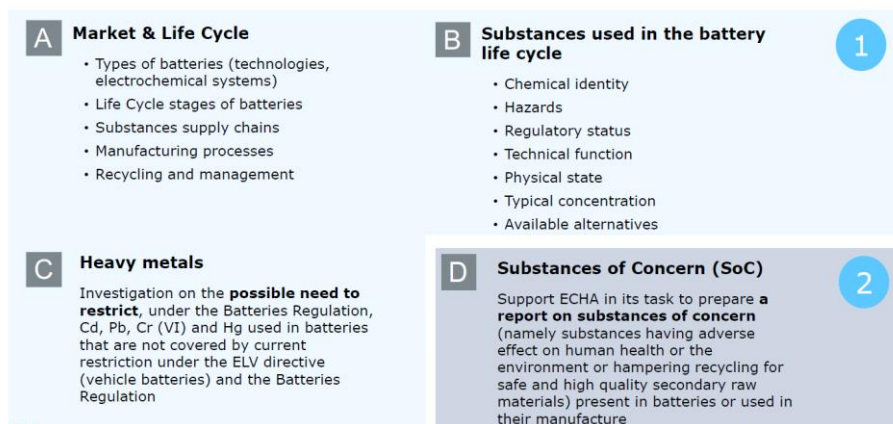 A Market & Life Cycle
• Types of batteries (technologies,
electrochemical systems)
• Life Cycle stages of batteries
• Substances supply chains
• Manufacturing processes
• Recycling and management
B Substances used in the battery
life cycle
1
• Chemical identity
• Hazards
• Regulatory status
• Technical function
• Physical state
• Typical concentration
• Available alternatives
C Heavy metals
Investigation on the possible need to
restrict, under the Batteries Regulation,
Cd, Pb, Cr (VI) and Hg used in batteries
that are not covered by current
restriction under the ELV directive
(vehicle batteries) and the Batteries
Regulation
D Substances of Concern (SoC)
2
Support ECHA in its task to prepare a
report on substances of concern
(namely substances having adverse
effect on human health or the
environment or hampering recycling for
safe and high quality secondary raw
materials) present in batteries or used in
their manufacture